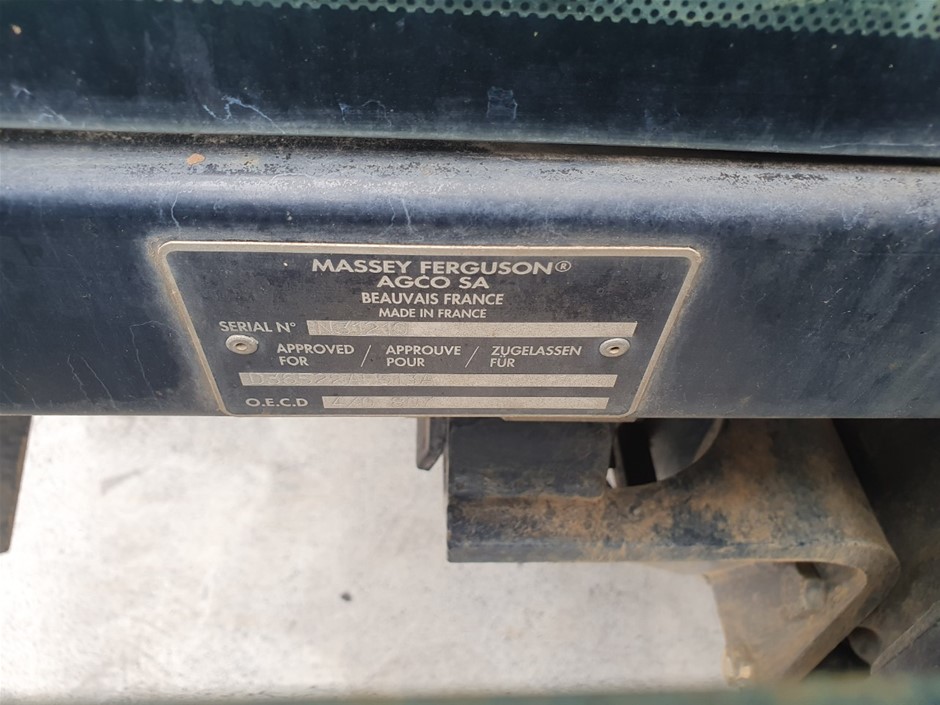 MASSEY FERGUSON®
AGCO SA
BEAUVAIS FRANCE
MADE IN FRANCE
SERIAL N°
APPROVED / APPROUVE / ZUGELASSEN
FOR POUR FÜR
O.E.C.D